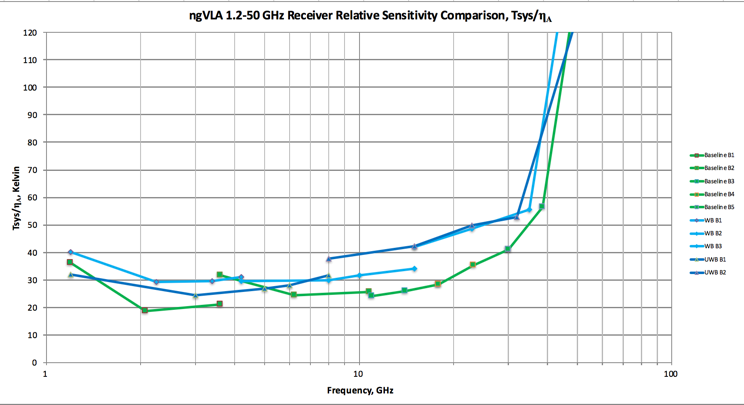 ngVLA 1.2-50 GHz Receiver Relative Sensitivity Comparison, Tsys/ηA
120
110
100
90
80
70
60
50
40
30
20
10
0
Tsys/ηA, Kelvin
1
10
100
Frequency, GHz
Baseline B1
Baseline B2
Baseline B3
Baseline B4
Baseline B5
WB B1
WB B2
WB B3
UWB B1
UWB B2